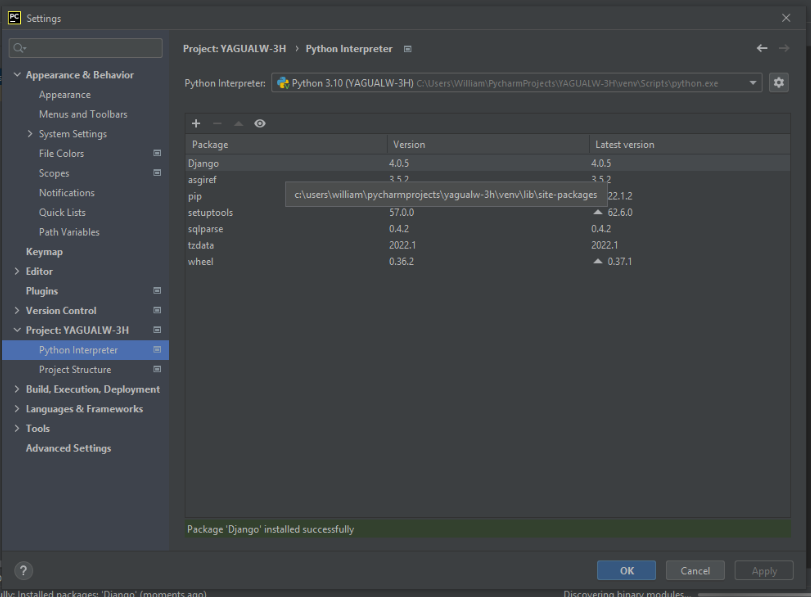 PC Settings
Project: YAGUALW-3H › Python Interpreter
Appearance & Behavior
Appearance
Menus and Toolbars
System Settings
File Colors
Scopes
Notifications
Quick Lists
Path Variables
Keymap
Editor
Plugins
Version Control
Project: YAGUALW-3H
Python Interpreter
Project Structure
Build, Execution, Deployment
Languages & Frameworks
Tools
Advanced Settings
Python Interpreter: Python 3.10 (YAGUALW-3H) C:\Users\William\PycharmProjects\YAGUALW-3H\venv\Scripts\python.exe
Package Version Latest version
Django 4.0.5 4.0.5
asgiref 3.5.2 3.5.2
pip 22.1.2
c:\users\william\pycharmprojects\yagualw-3h\venv\lib\site-packages
setuptools 57.0.0 62.6.0
sqlparse 0.4.2 0.4.2
tzdata 2022.1 2022.1
wheel 0.36.2 0.37.1
Package 'Django' installed successfully
? OK Cancel Apply
lly: Installed packages: 'Django' (moments ago) Discovering binary modules...